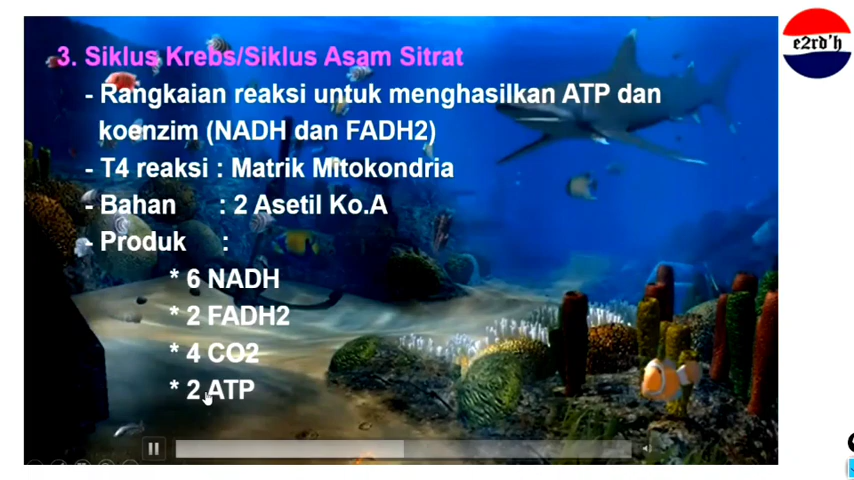 e2rd'h
3. Siklus Krebs/Siklus Asam Sitrat
- Rangkaian reaksi untuk menghasilkan ATP dan
koenzim (NADH dan FADH2)
- T4 reaksi : Matrik Mitokondria
- Bahan : 2 Asetil Ko.A
- Produk :
* 6 NADH
* 2 FADH2
* 4 CO2
* 2 ATP